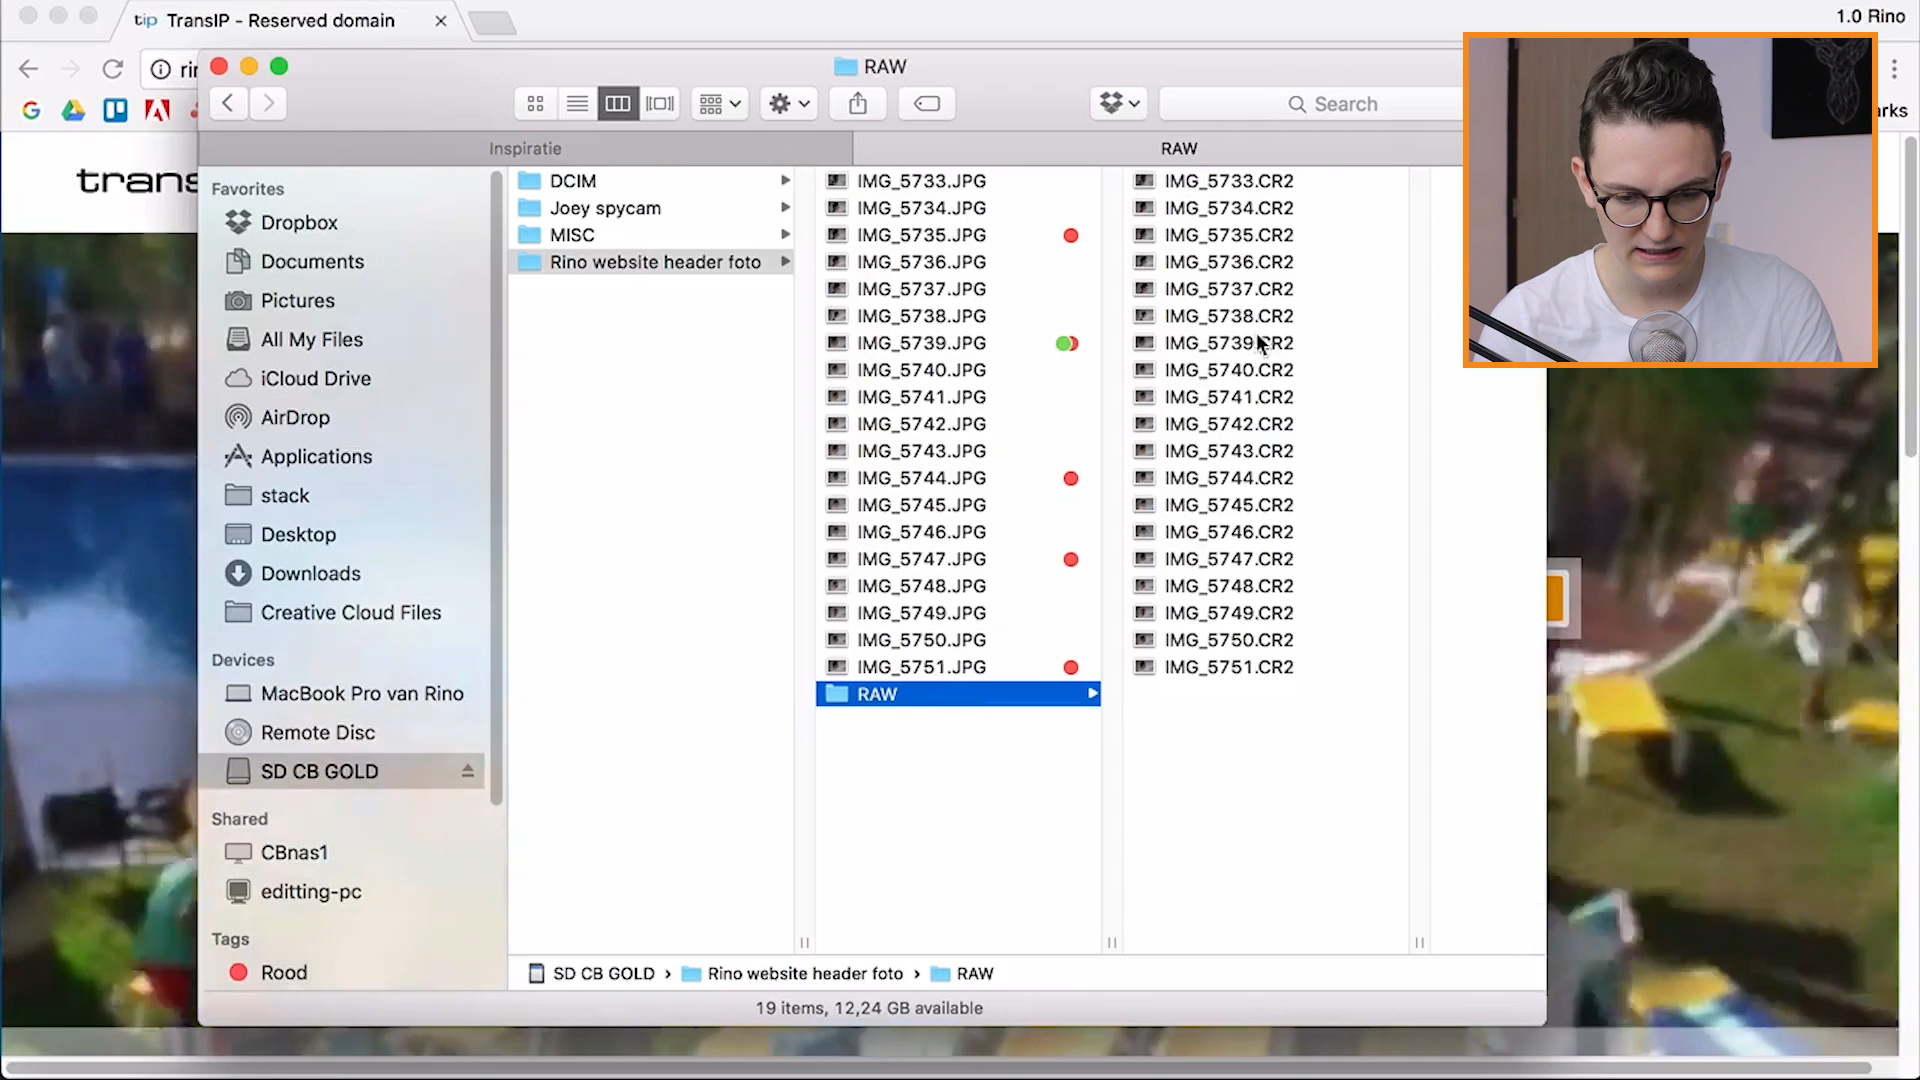 tip TransIP - Reserved domain
1.0 Rino
rir
RAW
Search
arks
trans
Inspiratie
RAW
Favorites
Dropbox
Documents
Pictures
All My Files
iCloud Drive
AirDrop
Applications
stack
Desktop
Downloads
Creative Cloud Files
Devices
MacBook Pro van Rino
Remote Disc
SD CB GOLD
Shared
CBnas1
editting-pc
Tags
Rood
DCIM
Joey spycam
MISC
Rino website header foto
IMG_5733.JPG
IMG_5734.JPG
IMG_5735.JPG
IMG_5736.JPG
IMG_5737.JPG
IMG_5738.JPG
IMG_5739.JPG
IMG_5740.JPG
IMG_5741.JPG
IMG_5742.JPG
IMG_5743.JPG
IMG_5744.JPG
IMG_5745.JPG
IMG_5746.JPG
IMG_5747.JPG
IMG_5748.JPG
IMG_5749.JPG
IMG_5750.JPG
IMG_5751.JPG
RAW
IMG_5733.CR2
IMG_5734.CR2
IMG_5735.CR2
IMG_5736.CR2
IMG_5737.CR2
IMG_5738.CR2
IMG_5739.CR2
IMG_5740.CR2
IMG_5741.CR2
IMG_5742.CR2
IMG_5743.CR2
IMG_5744.CR2
IMG_5745.CR2
IMG_5746.CR2
IMG_5747.CR2
IMG_5748.CR2
IMG_5749.CR2
IMG_5750.CR2
IMG_5751.CR2
SD CB GOLD › Rino website header foto › RAW
19 items, 12,24 GB available